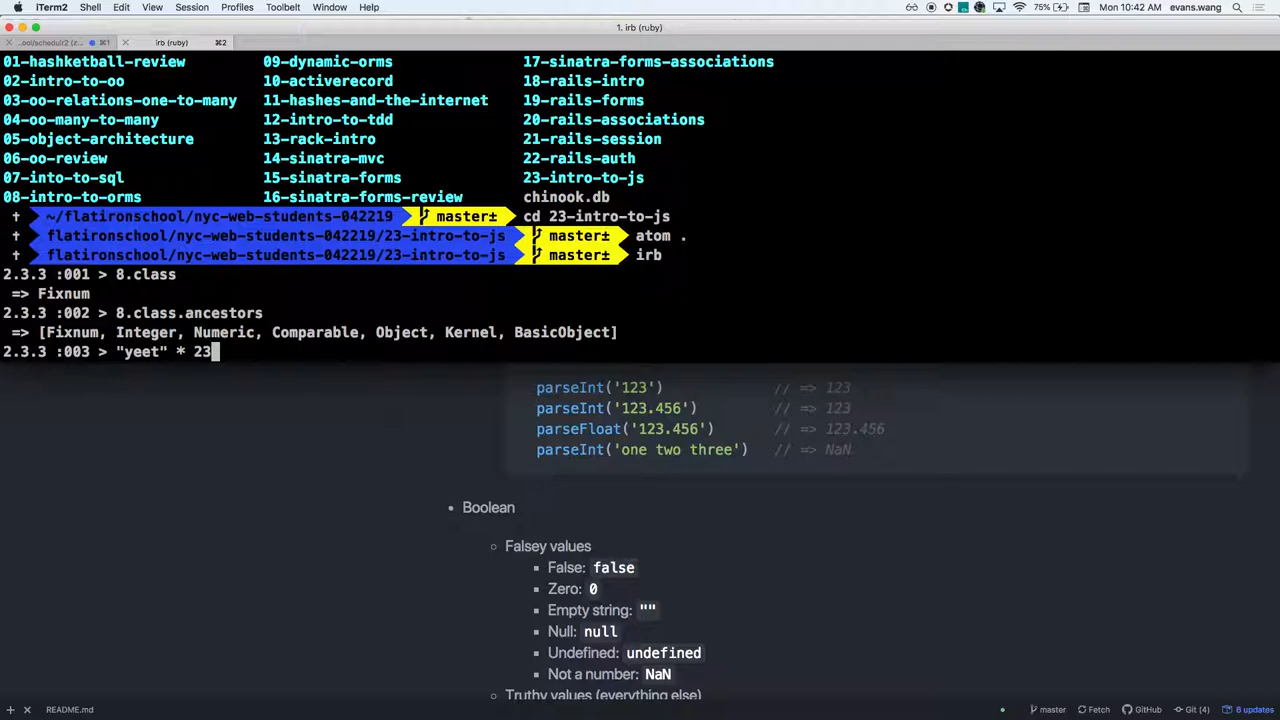 iTerm2 Shell Edit View Session Profiles Toolbelt Window Help 75% Mon 10:42 AM evans.wang
1. irb (ruby)
...ool/schedulr2 (z... ⌘1 irb (ruby) ⌘2
01-hashketball-review 09-dynamic-orms 17-sinatra-forms-associations
02-intro-to-oo 10-activerecord 18-rails-intro
03-oo-relations-one-to-many 11-hashes-and-the-internet 19-rails-forms
04-oo-many-to-many 12-intro-to-tdd 20-rails-associations
05-object-architecture 13-rack-intro 21-rails-session
06-oo-review 14-sinatra-mvc 22-rails-auth
07-into-to-sql 15-sinatra-forms 23-intro-to-js
08-intro-to-orms 16-sinatra-forms-review chinook.db
~/flatironschool/nyc-web-students-042219 master± cd 23-intro-to-js
flatironschool/nyc-web-students-042219/23-intro-to-js master± atom .
flatironschool/nyc-web-students-042219/23-intro-to-js master± irb
2.3.3 :001 > 8.class
=> Fixnum
2.3.3 :002 > 8.class.ancestors
=> [Fixnum, Integer, Numeric, Comparable, Object, Kernel, BasicObject]
2.3.3 :003 > "yeet" * 23
parseInt('123') // => 123
parseInt('123.456') // => 123
parseFloat('123.456') // => 123.456
parseInt('one two three') // => NaN
Boolean
Falsey values
False: false
Zero: 0
Empty string: ""
Null: null
Undefined: undefined
Not a number: NaN
Truthy values (everything else)
README.md master Fetch GitHub Git (4) 6 updates